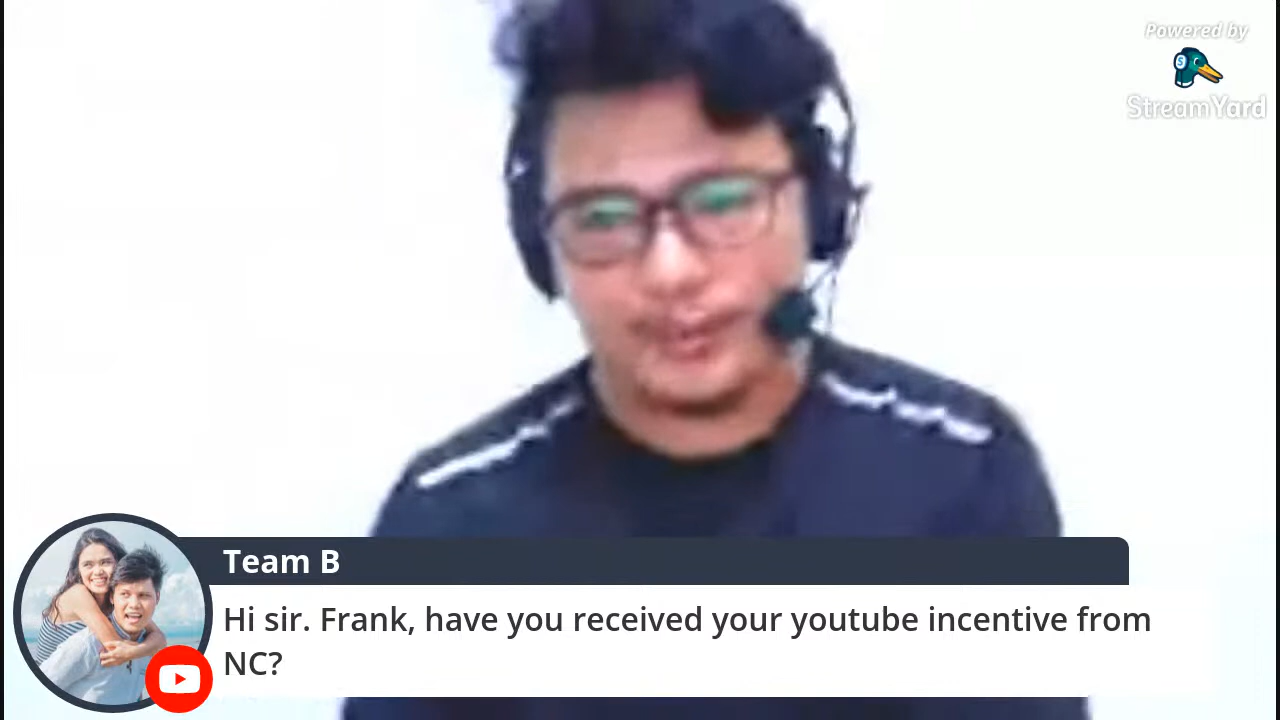 Powered by
StreamYard
Team B
Hi sir. Frank, have you received your youtube incentive from
NC?